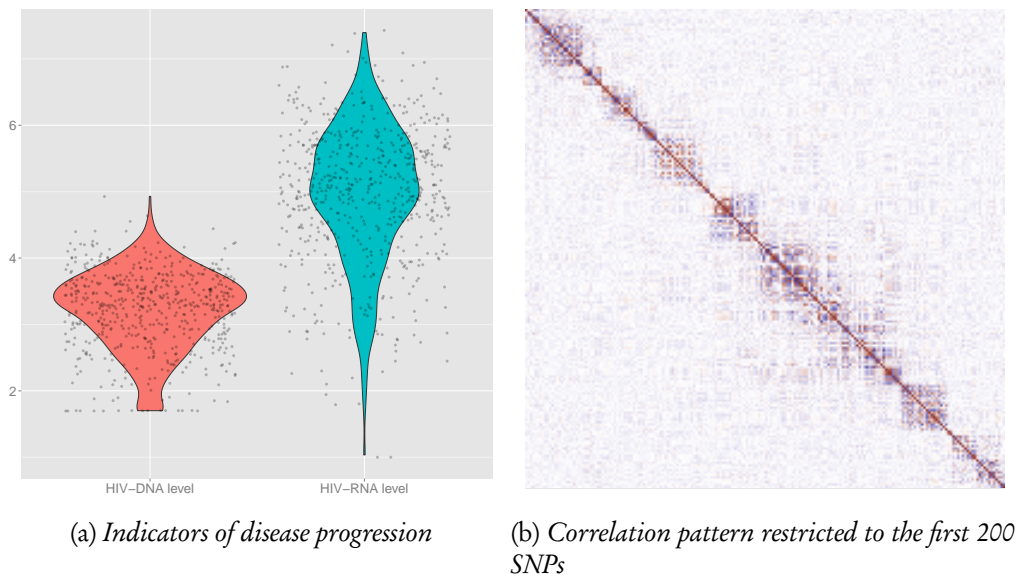 6
4
2
HIV−DNA level
HIV−RNA level
(a) Indicators of disease progression
(b) Correlation pattern restricted to the first 200
SNPs